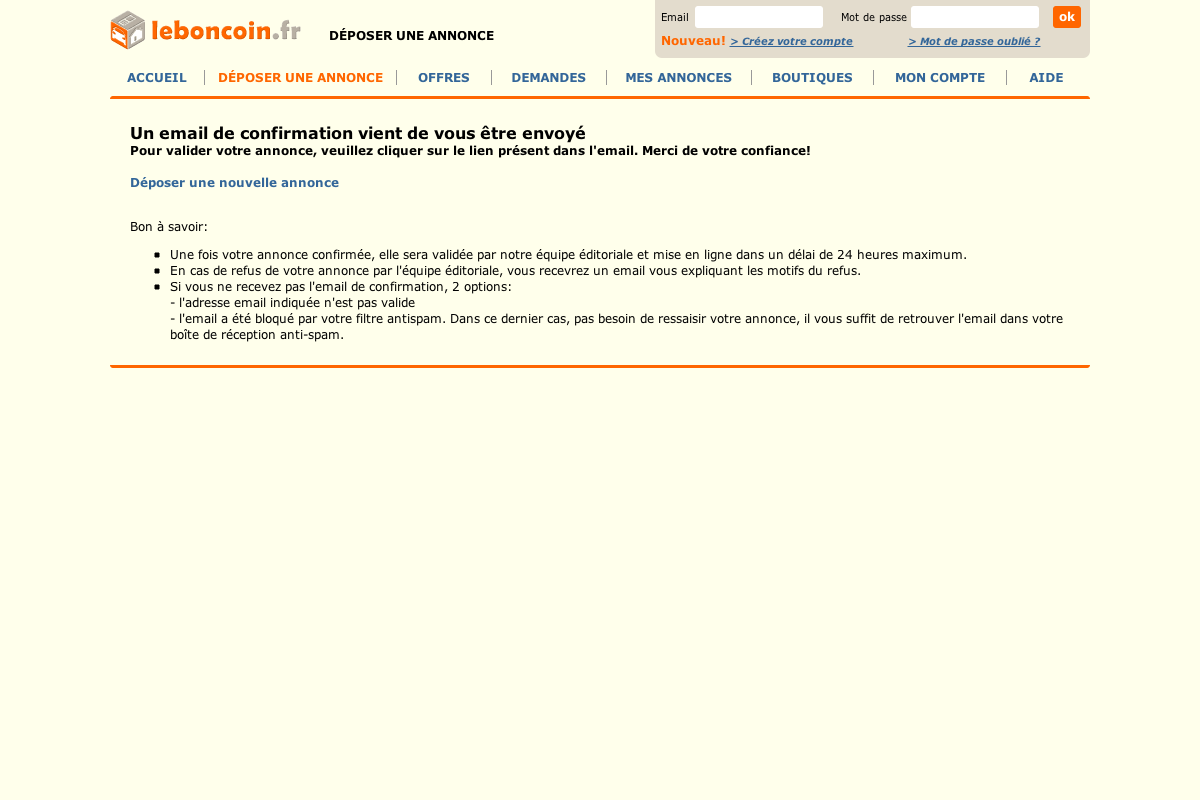 leboncoin.fr
DÉPOSER UNE ANNONCE
Email
Mot de passe
ok
Nouveau! > Créez votre compte
> Mot de passe oublié ?
ACCUEIL
DÉPOSER UNE ANNONCE
OFFRES
DEMANDES
MES ANNONCES
BOUTIQUES
MON COMPTE
AIDE
Un email de confirmation vient de vous être envoyé
Pour valider votre annonce, veuillez cliquer sur le lien présent dans l'email. Merci de votre confiance!
Déposer une nouvelle annonce
Bon à savoir:
Une fois votre annonce confirmée, elle sera validée par notre équipe éditoriale et mise en ligne dans un délai de 24 heures maximum.
En cas de refus de votre annonce par l'équipe éditoriale, vous recevrez un email vous expliquant les motifs du refus.
Si vous ne recevez pas l'email de confirmation, 2 options:
- l'adresse email indiquée n'est pas valide
- l'email a été bloqué par votre filtre antispam. Dans ce dernier cas, pas besoin de ressaisir votre annonce, il vous suffit de retrouver l'email dans votre
boîte de réception anti-spam.